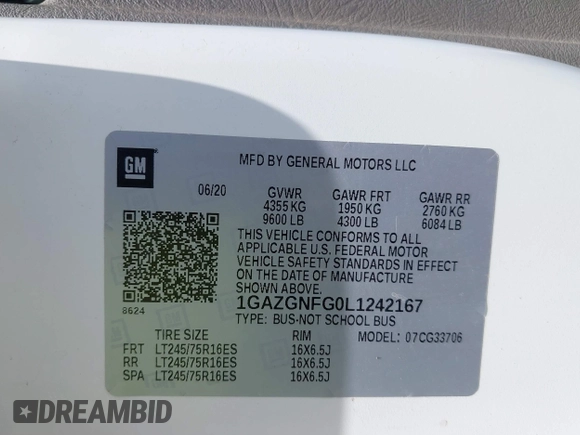 GM
MFD BY GENERAL MOTORS LLC
06/20 GVWR GAWR FRT GAWR RR
4355 KG 1950 KG 2760 KG
9600 LB 4300 LB 6084 LB
THIS VEHICLE CONFORMS TO ALL
APPLICABLE U.S. FEDERAL MOTOR
VEHICLE SAFETY STANDARDS IN EFFECT
ON THE DATE OF MANUFACTURE
SHOWN ABOVE.
8624
1GAZGNFG0L1242167
TYPE: BUS-NOT SCHOOL BUS
TIRE SIZE RIM MODEL: 07CG33706
FRT LT245/75R16ES 16X6.5J
RR LT245/75R16ES 16X6.5J
SPA LT245/75R16ES 16X6.5J
DREAMBID